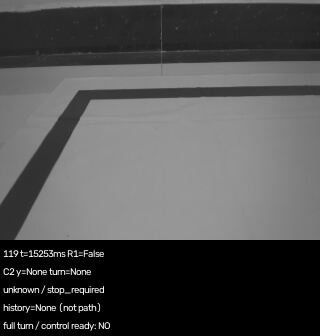 119 t=15253ms R1=False
C2 y=None turn=None
unknown / stop_required
history=None (not path)
full turn / control ready: NO